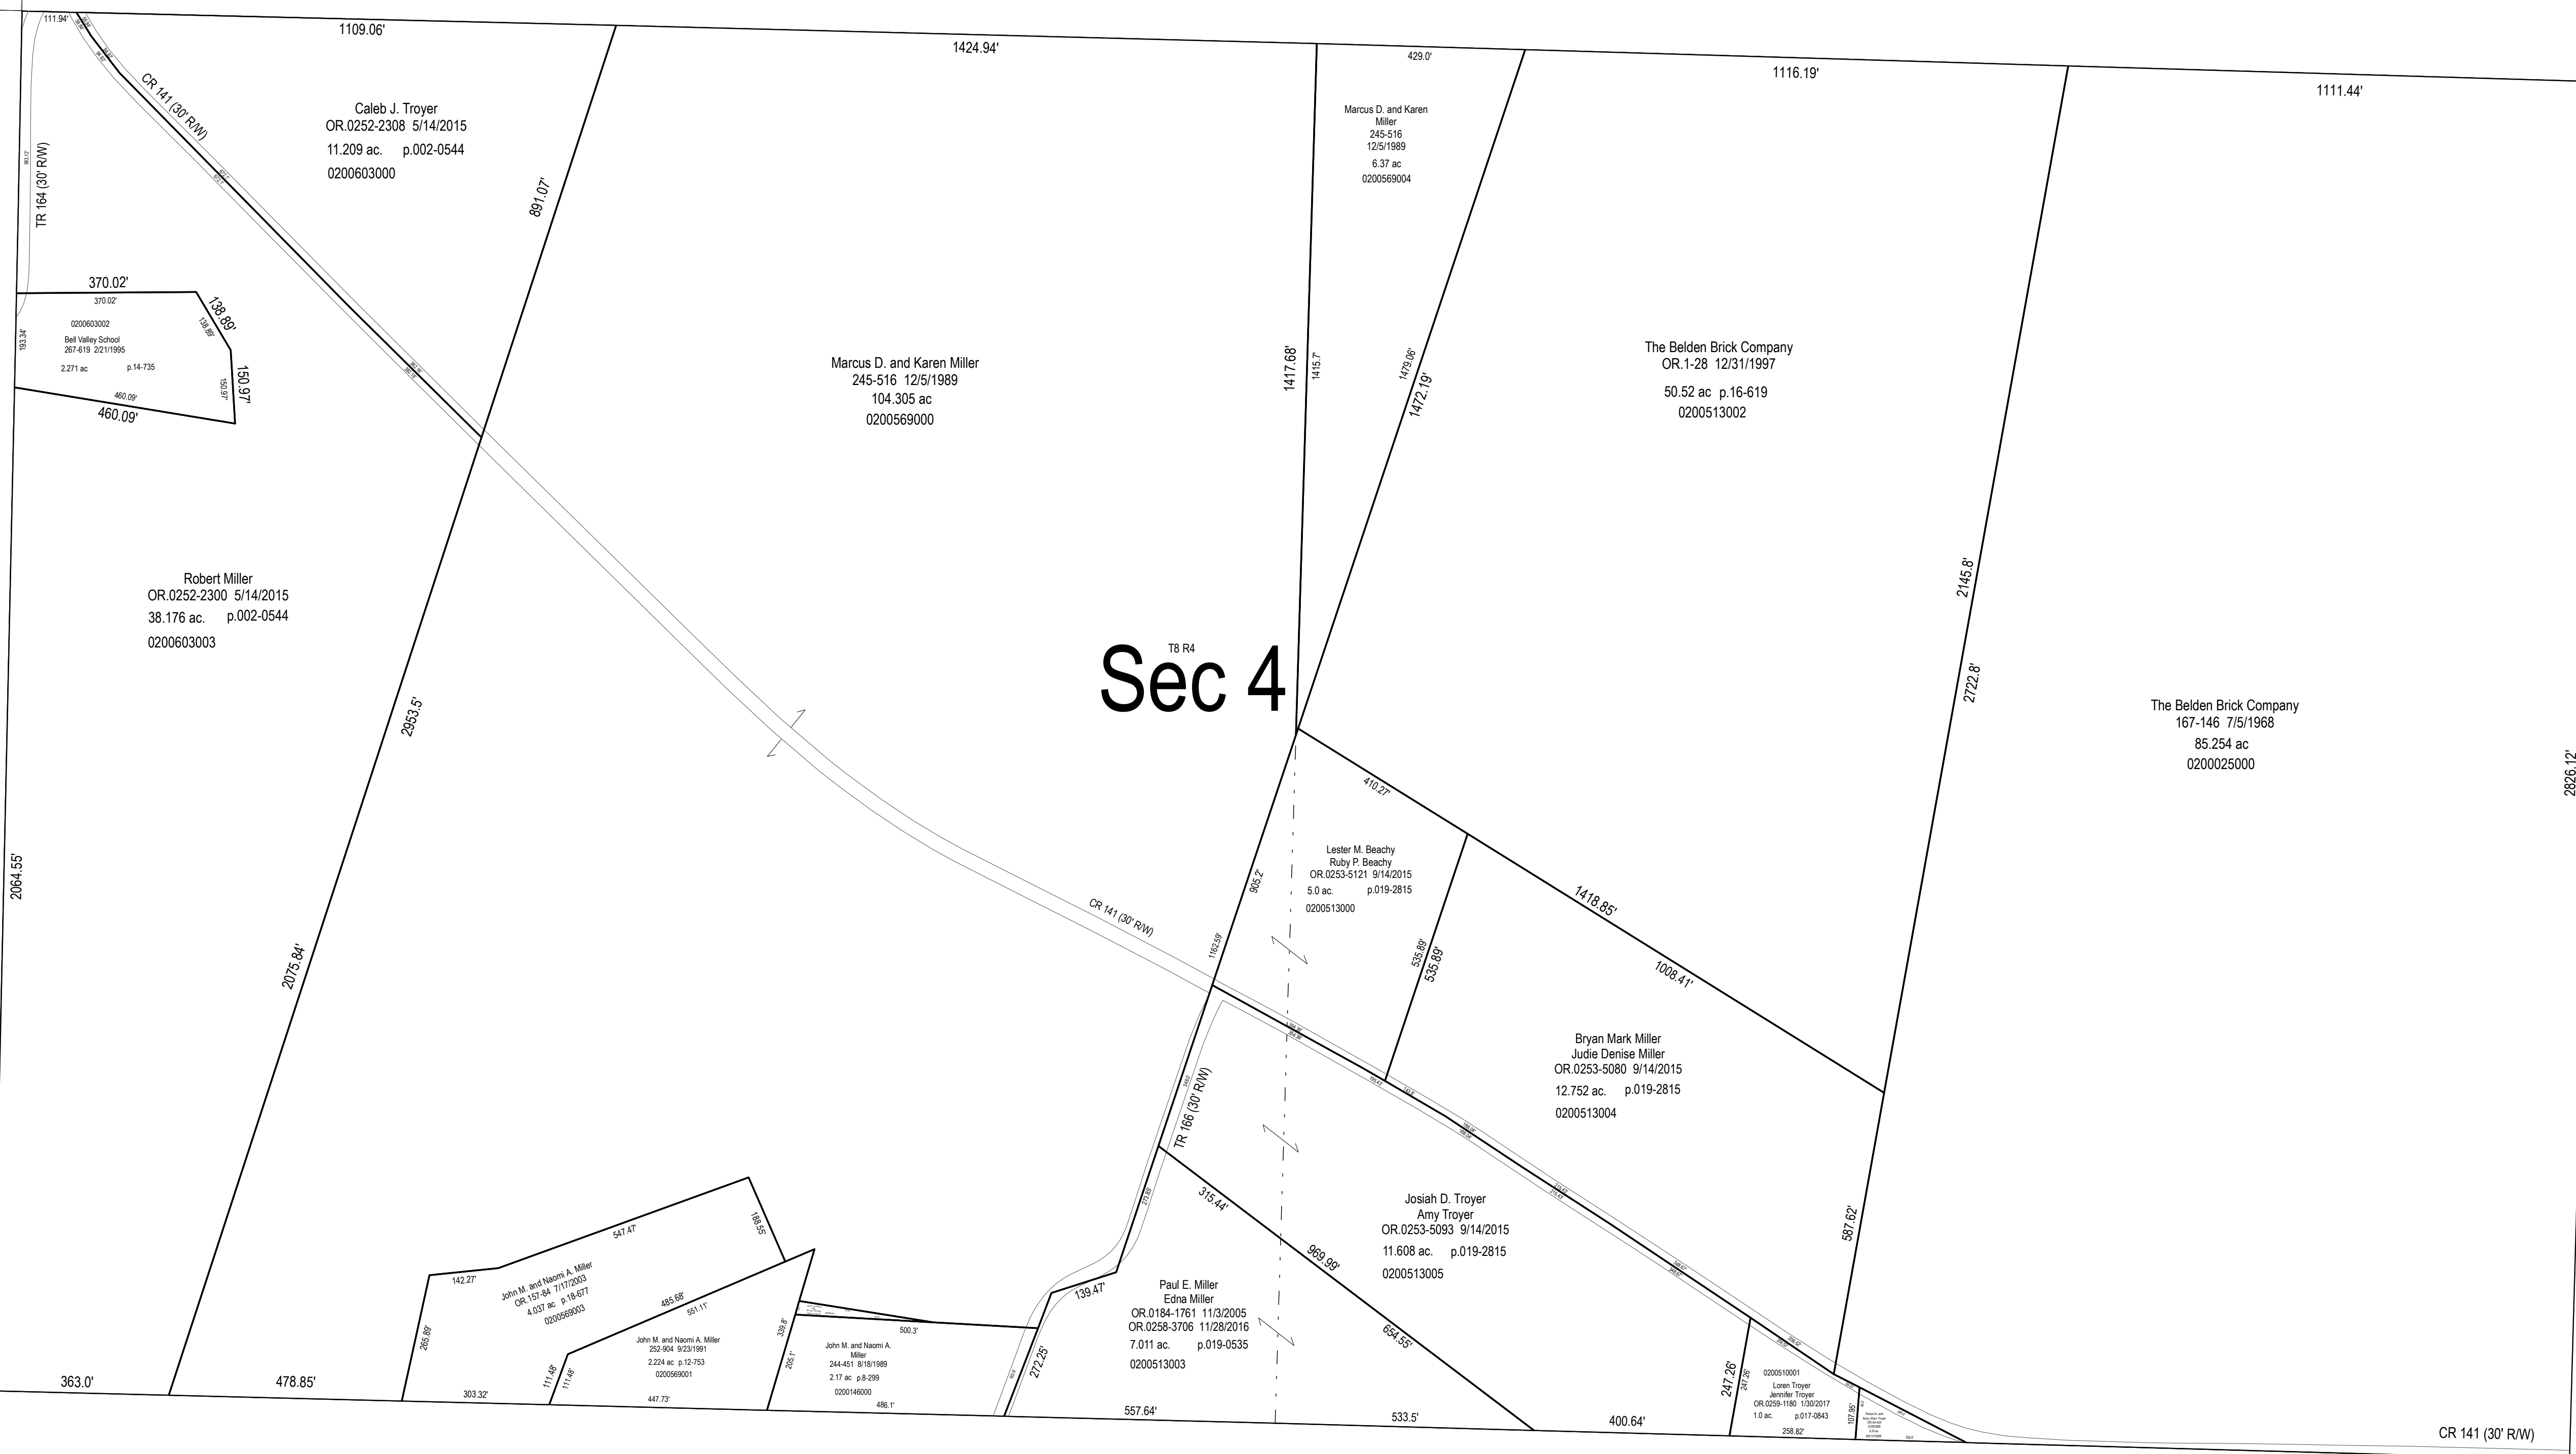 111.94'
1109.06'
1424.94'
429.0'
1116.19'
1111.44'
CR 141 (30' R/W)
TR 164 (30' R/W)
Caleb J. Troyer
OR.0252-2308 5/14/2015
11.209 ac. p.002-0544
0200603000
891.07'
Marcus D. and Karen
Miller
245-516
12/5/1989
6.37 ac
0200569004
370.02'
370.02'
138.89'
138.89'
193.34'
0200603002
Bell Valley School
267-619 2/21/1995
2.271 ac p.14-735
150.97'
150.97'
460.09'
460.09'
Marcus D. and Karen Miller
245-516 12/5/1989
104.305 ac
0200569000
1417.68'
1415.7'
1479.06'
1472.19'
The Belden Brick Company
OR.1-28 12/31/1997
50.52 ac p.16-619
0200513002
2145.8'
2722.8'
Robert Miller
OR.0252-2300 5/14/2015
38.176 ac. p.002-0544
0200603003
T8 R4
Sec 4
2953.5'
The Belden Brick Company
167-146 7/5/1968
85.254 ac
0200025000
2826.12'
410.27'
2064.55'
2075.84'
905.2'
Lester M. Beachy
Ruby P. Beachy
OR.0253-5121 9/14/2015
5.0 ac. p.019-2815
0200513000
1418.85'
1008.41'
CR 141 (30' R/W)
1162.59'
535.89'
535.89'
Bryan Mark Miller
Judie Denise Miller
OR.0253-5080 9/14/2015
12.752 ac. p.019-2815
0200513004
TR 166 (30' R/W)
273.85'
315.44'
Josiah D. Troyer
Amy Troyer
OR.0253-5093 9/14/2015
11.608 ac. p.019-2815
0200513005
587.62'
547.47'
188.55'
142.27'
John M. and Naomi A. Miller
OR.157-84 7/17/2003
4.037 ac p.18-677
0200569003
265.89'
485.68'
551.11'
139.47'
969.99'
Paul E. Miller
Edna Miller
OR.0184-1761 11/3/2005
OR.0258-3706 11/28/2016
7.011 ac. p.019-0535
0200513003
654.55'
339.8'
500.3'
John M. and Naomi A. Miller
252-904 9/23/1991
2.224 ac p.12-753
0200569001
111.48'
111.48'
205.1'
John M. and Naomi A.
Miller
244-451 8/18/1989
2.17 ac p.8-299
0200146000
272.25'
247.26'
247.26'
0200510001
Loren Troyer
Jennifer Troyer
OR.0259-1180 1/30/2017
1.0 ac. p.017-0843
107.95'
363.0'
478.85'
303.32'
447.73'
486.1'
557.64'
533.5'
400.64'
258.82'
CR 141 (30' R/W)